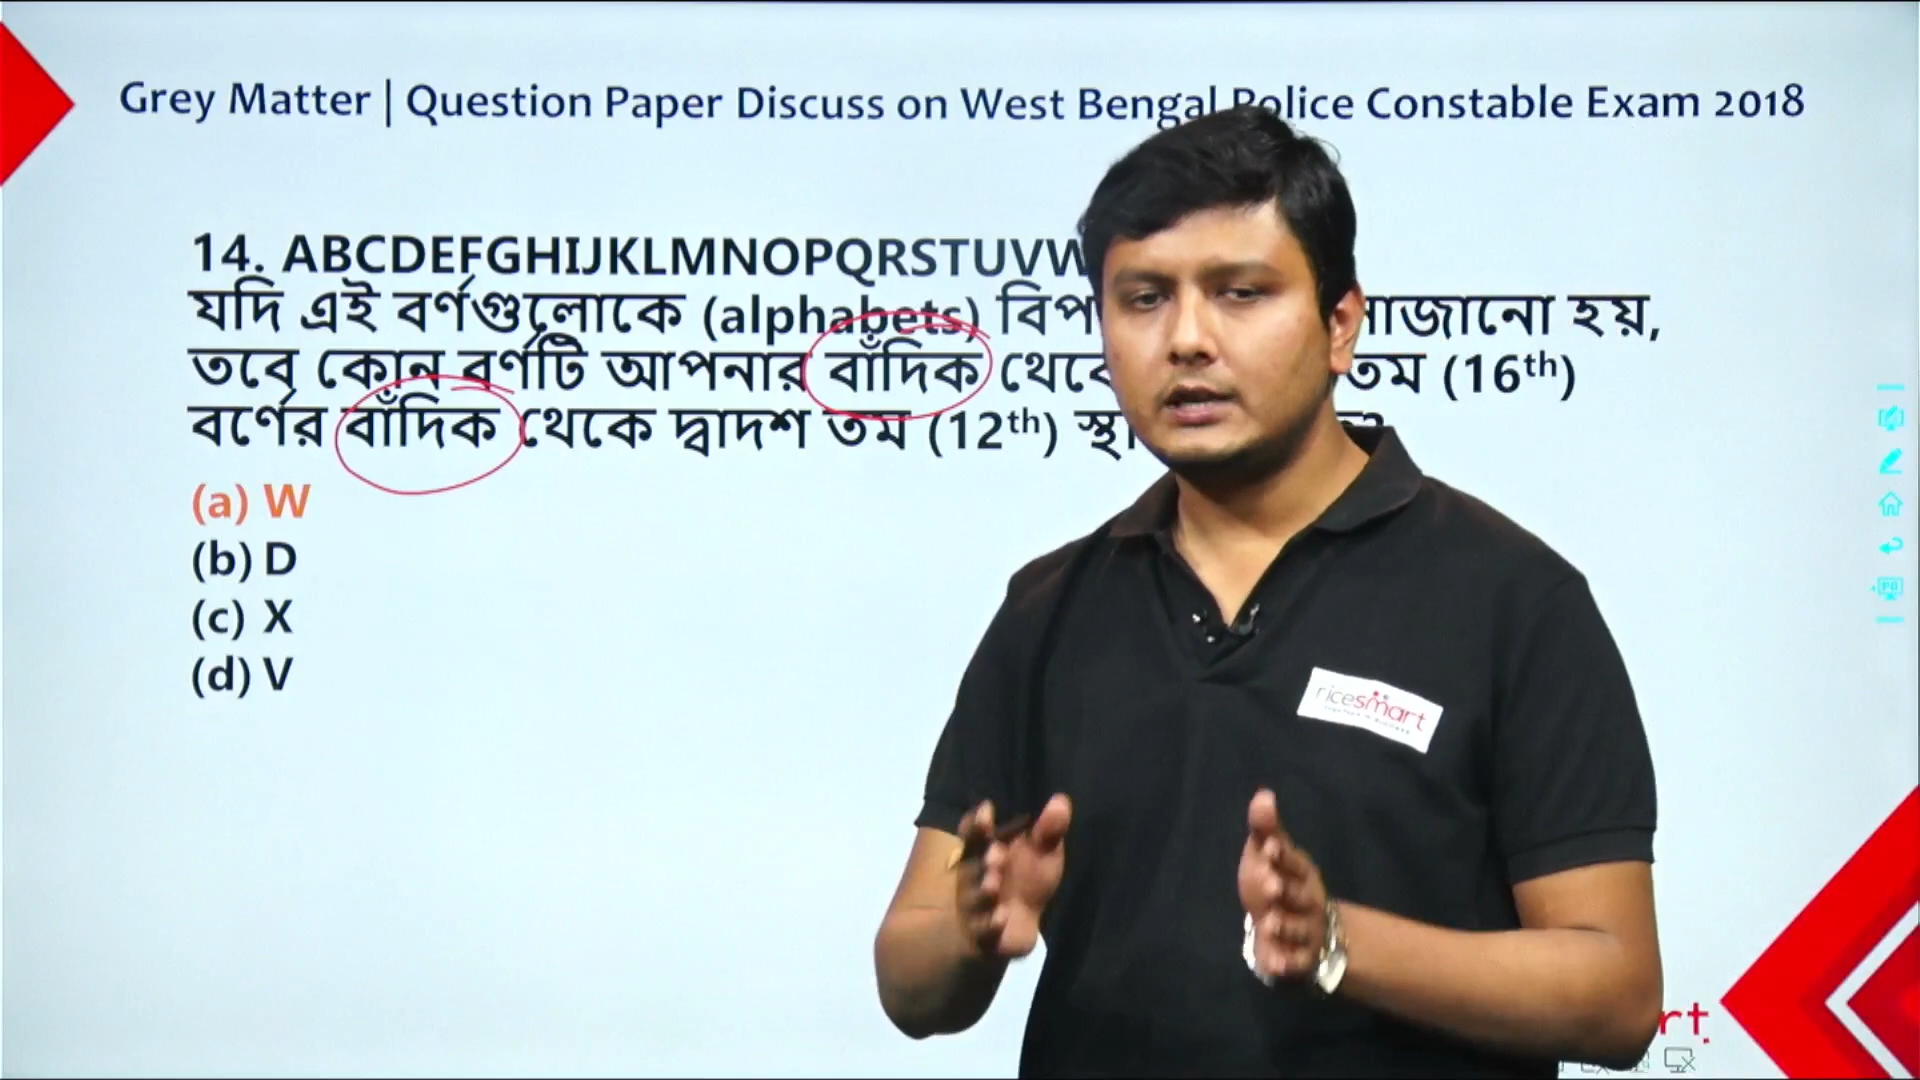 Grey Matter | Question Paper Discuss on West Bengal Police Constable Exam 2018
14. ABCDEFGHIJKLMNOPQRSTUVW
যদি এই বর্ণগুলোকে (alphabets) হয়,
তবে কোন বর্ণটি আপনার বাঁদিক (16th)
বর্ণের বাঁদিক থেকে দ্বাদশ তম (12th)
(a) W
(b) D
(c) X
(d) V
ricesmart